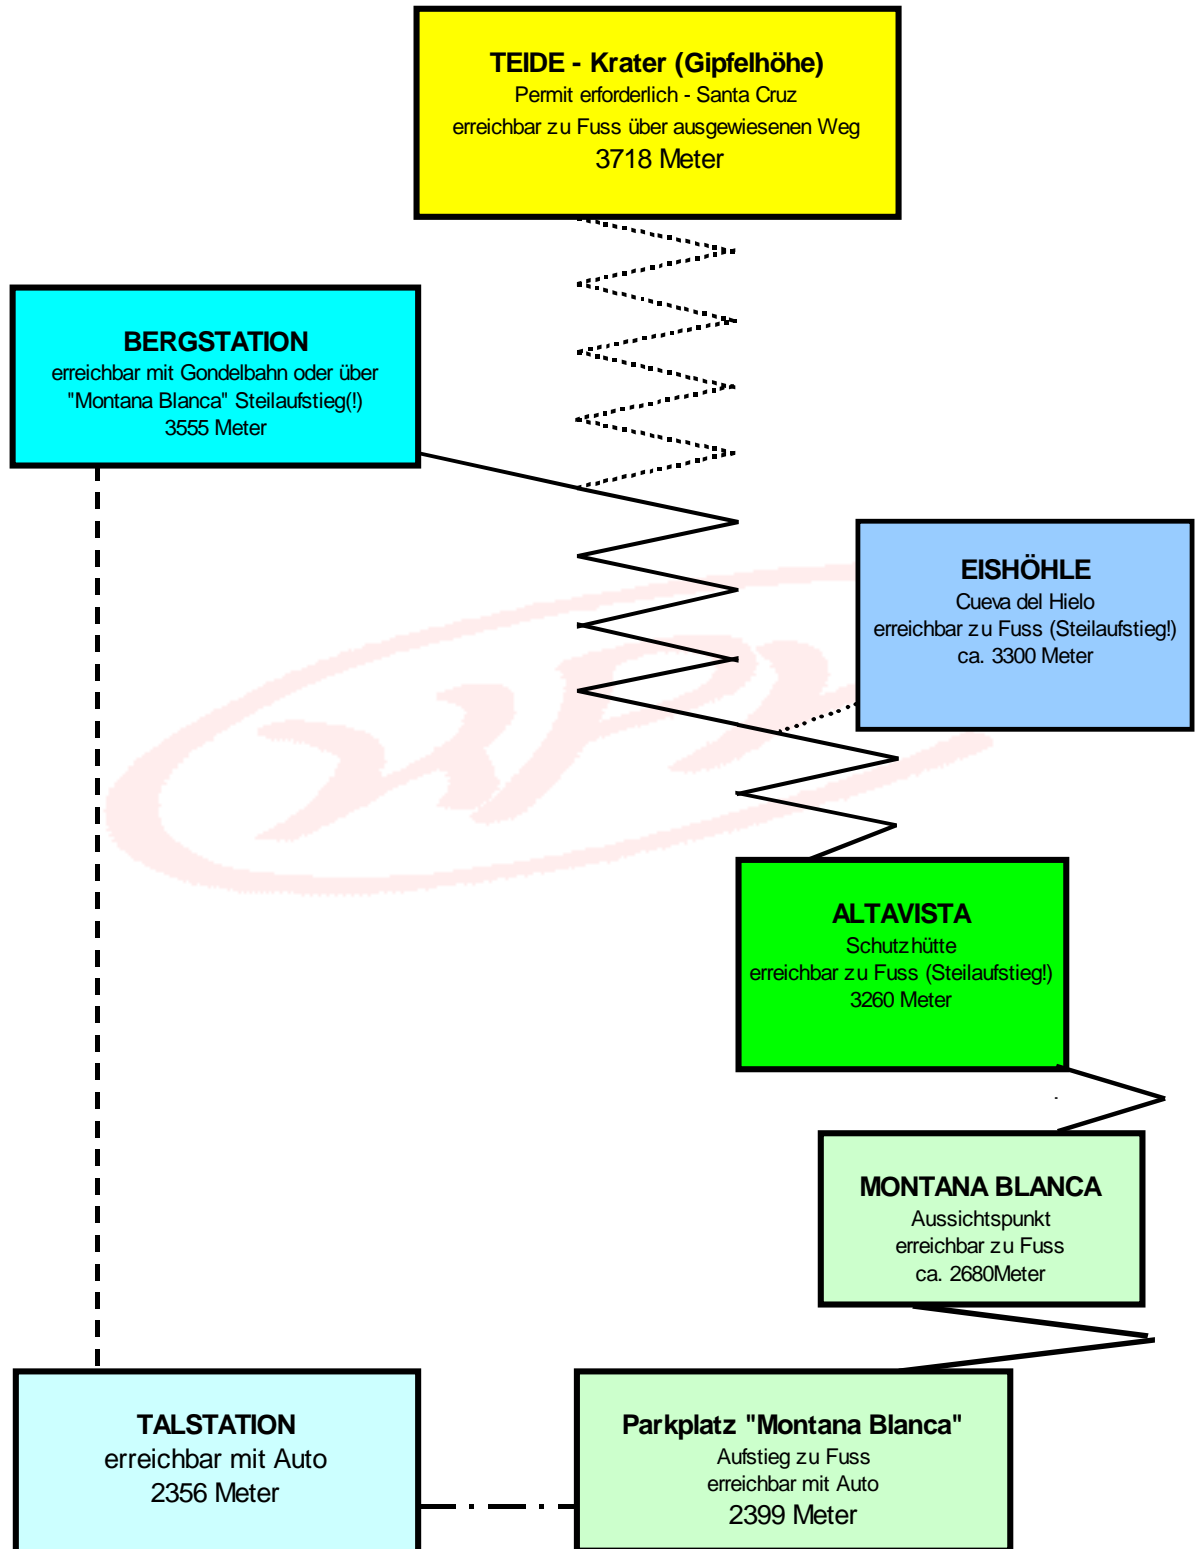 TEIDE - Krater (Gipfelhöhe)
Permit erforderlich - Santa Cruz
erreichbar zu Fuss über ausgewiesenen Weg
3718 Meter
BERGSTATION
erreichbar mit Gondelbahn oder über
"Montana Blanca" Steilaufstieg(!)
3555 Meter
EISHÖHLE
Cueva del Hielo
erreichbar zu Fuss (Steilaufstieg!)
ca. 3300 Meter
ALTAVISTA
Schutzhütte
erreichbar zu Fuss (Steilaufstieg!)
3260 Meter
MONTANA BLANCA
Aussichtspunkt
erreichbar zu Fuss
ca. 2680Meter
TALSTATION
erreichbar mit Auto
2356 Meter
Parkplatz "Montana Blanca"
Aufstieg zu Fuss
erreichbar mit Auto
2399 Meter